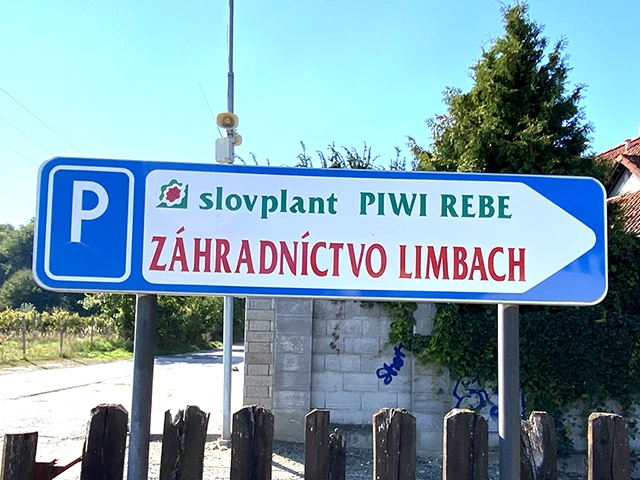 P
slovplant PIWI REBE
ZÁHRADNÍCTVO LIMBACH